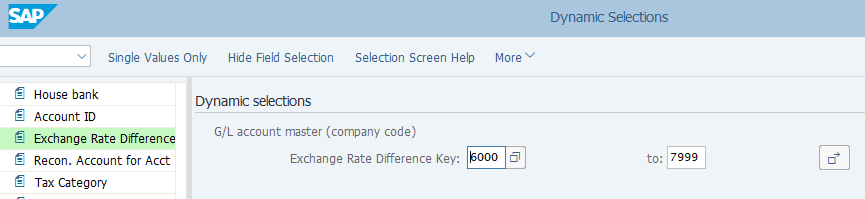 SAP
Dynamic Selections
Single Values Only Hide Field Selection Selection Screen Help More
House bank
Account ID
Exchange Rate Difference
Recon. Account for Acct
Tax Category
Dynamic selections
G/L account master (company code)
Exchange Rate Difference Key: 6000 to: 7999